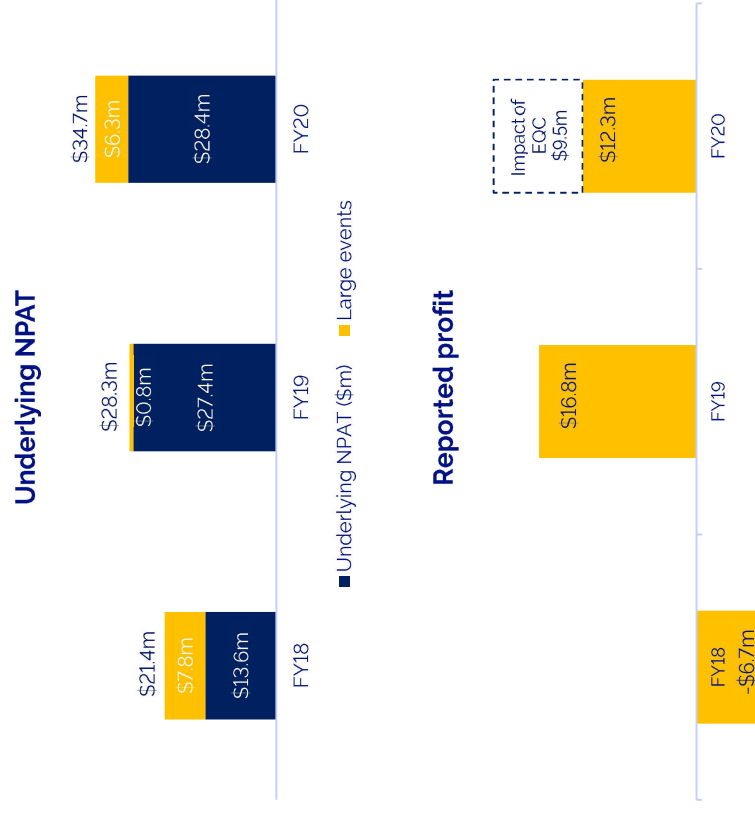 Underlying NPAT
$21.4m
$7.8m
$13.6m
FY18
$28.3m
$0.8m
$27.4m
FY19
$34.7m
$6.3m
$28.4m
FY20
Underlying NPAT ($m)
Large events
Reported profit
FY18
-$6.7m
$16.8m
FY19
Impact of
EQC
$9.5m
$12.3m
FY20